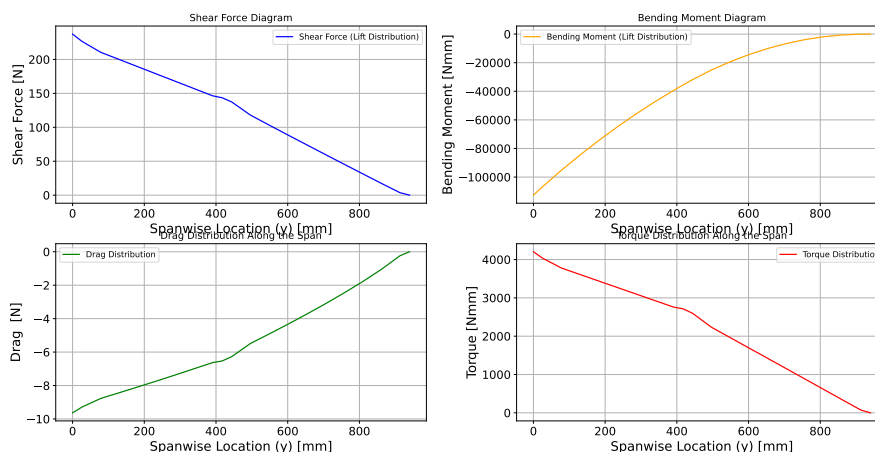 Shear Force Diagram
Shear Force [N]
200
150
100
50
0
Shear Force (Lift Distribution)
0 200 400 600 800
Spanwise Location (y) [mm]
Bending Moment Diagram
Bending Moment [Nmm]
0
−20000
−40000
−60000
−80000
−100000
Bending Moment (Lift Distribution)
0 200 400 600 800
Spanwise Location (y) [mm]
Drag Distribution Along the Span
Drag [N]
0
−2
−4
−6
−8
−10
Drag Distribution
0 200 400 600 800
Spanwise Location (y) [mm]
Torque Distribution Along the Span
Torque [Nmm]
4000
3000
2000
1000
0
Torque Distributio
0 200 400 600 800
Spanwise Location (y) [mm]